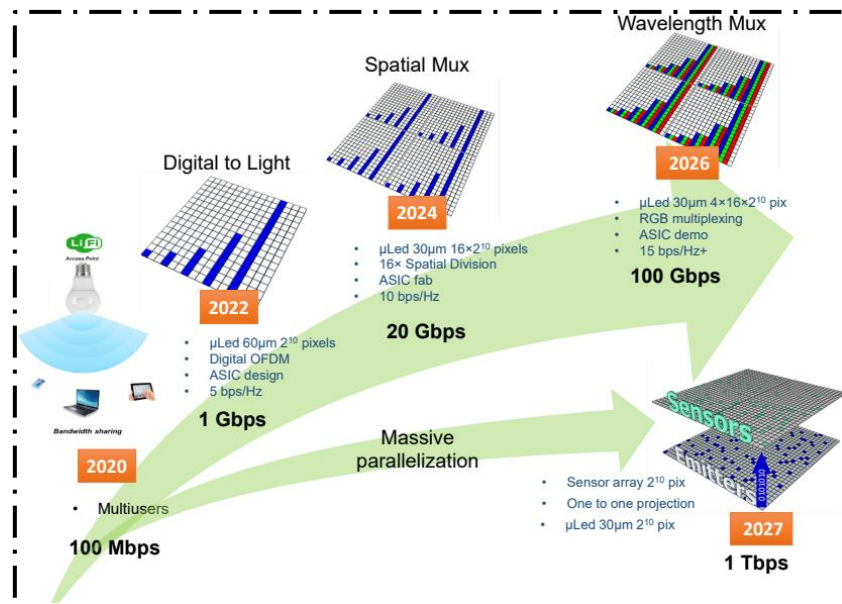 Wavelength Mux
2026
• µLed 30µm 4×16×2¹⁰ pix
• RGB multiplexing
• ASIC demo
• 15 bps/Hz+
100 Gbps
Spatial Mux
2024
• µLed 30µm 16×2¹⁰ pixels
• 16× Spatial Division
• ASIC fab
• 10 bps/Hz
20 Gbps
Digital to Light
2022
• µLed 60µm 2¹⁰ pixels
• Digital OFDM
• ASIC design
• 5 bps/Hz
1 Gbps
LiFi
Access Point
Bandwidth sharing
2020
• Multiusers
100 Mbps
Massive
parallelization
Sensors
Emitters
010101
• Sensor array 2¹⁰ pix
• One to one projection
• µLed 30µm 2¹⁰ pix
2027
1 Tbps